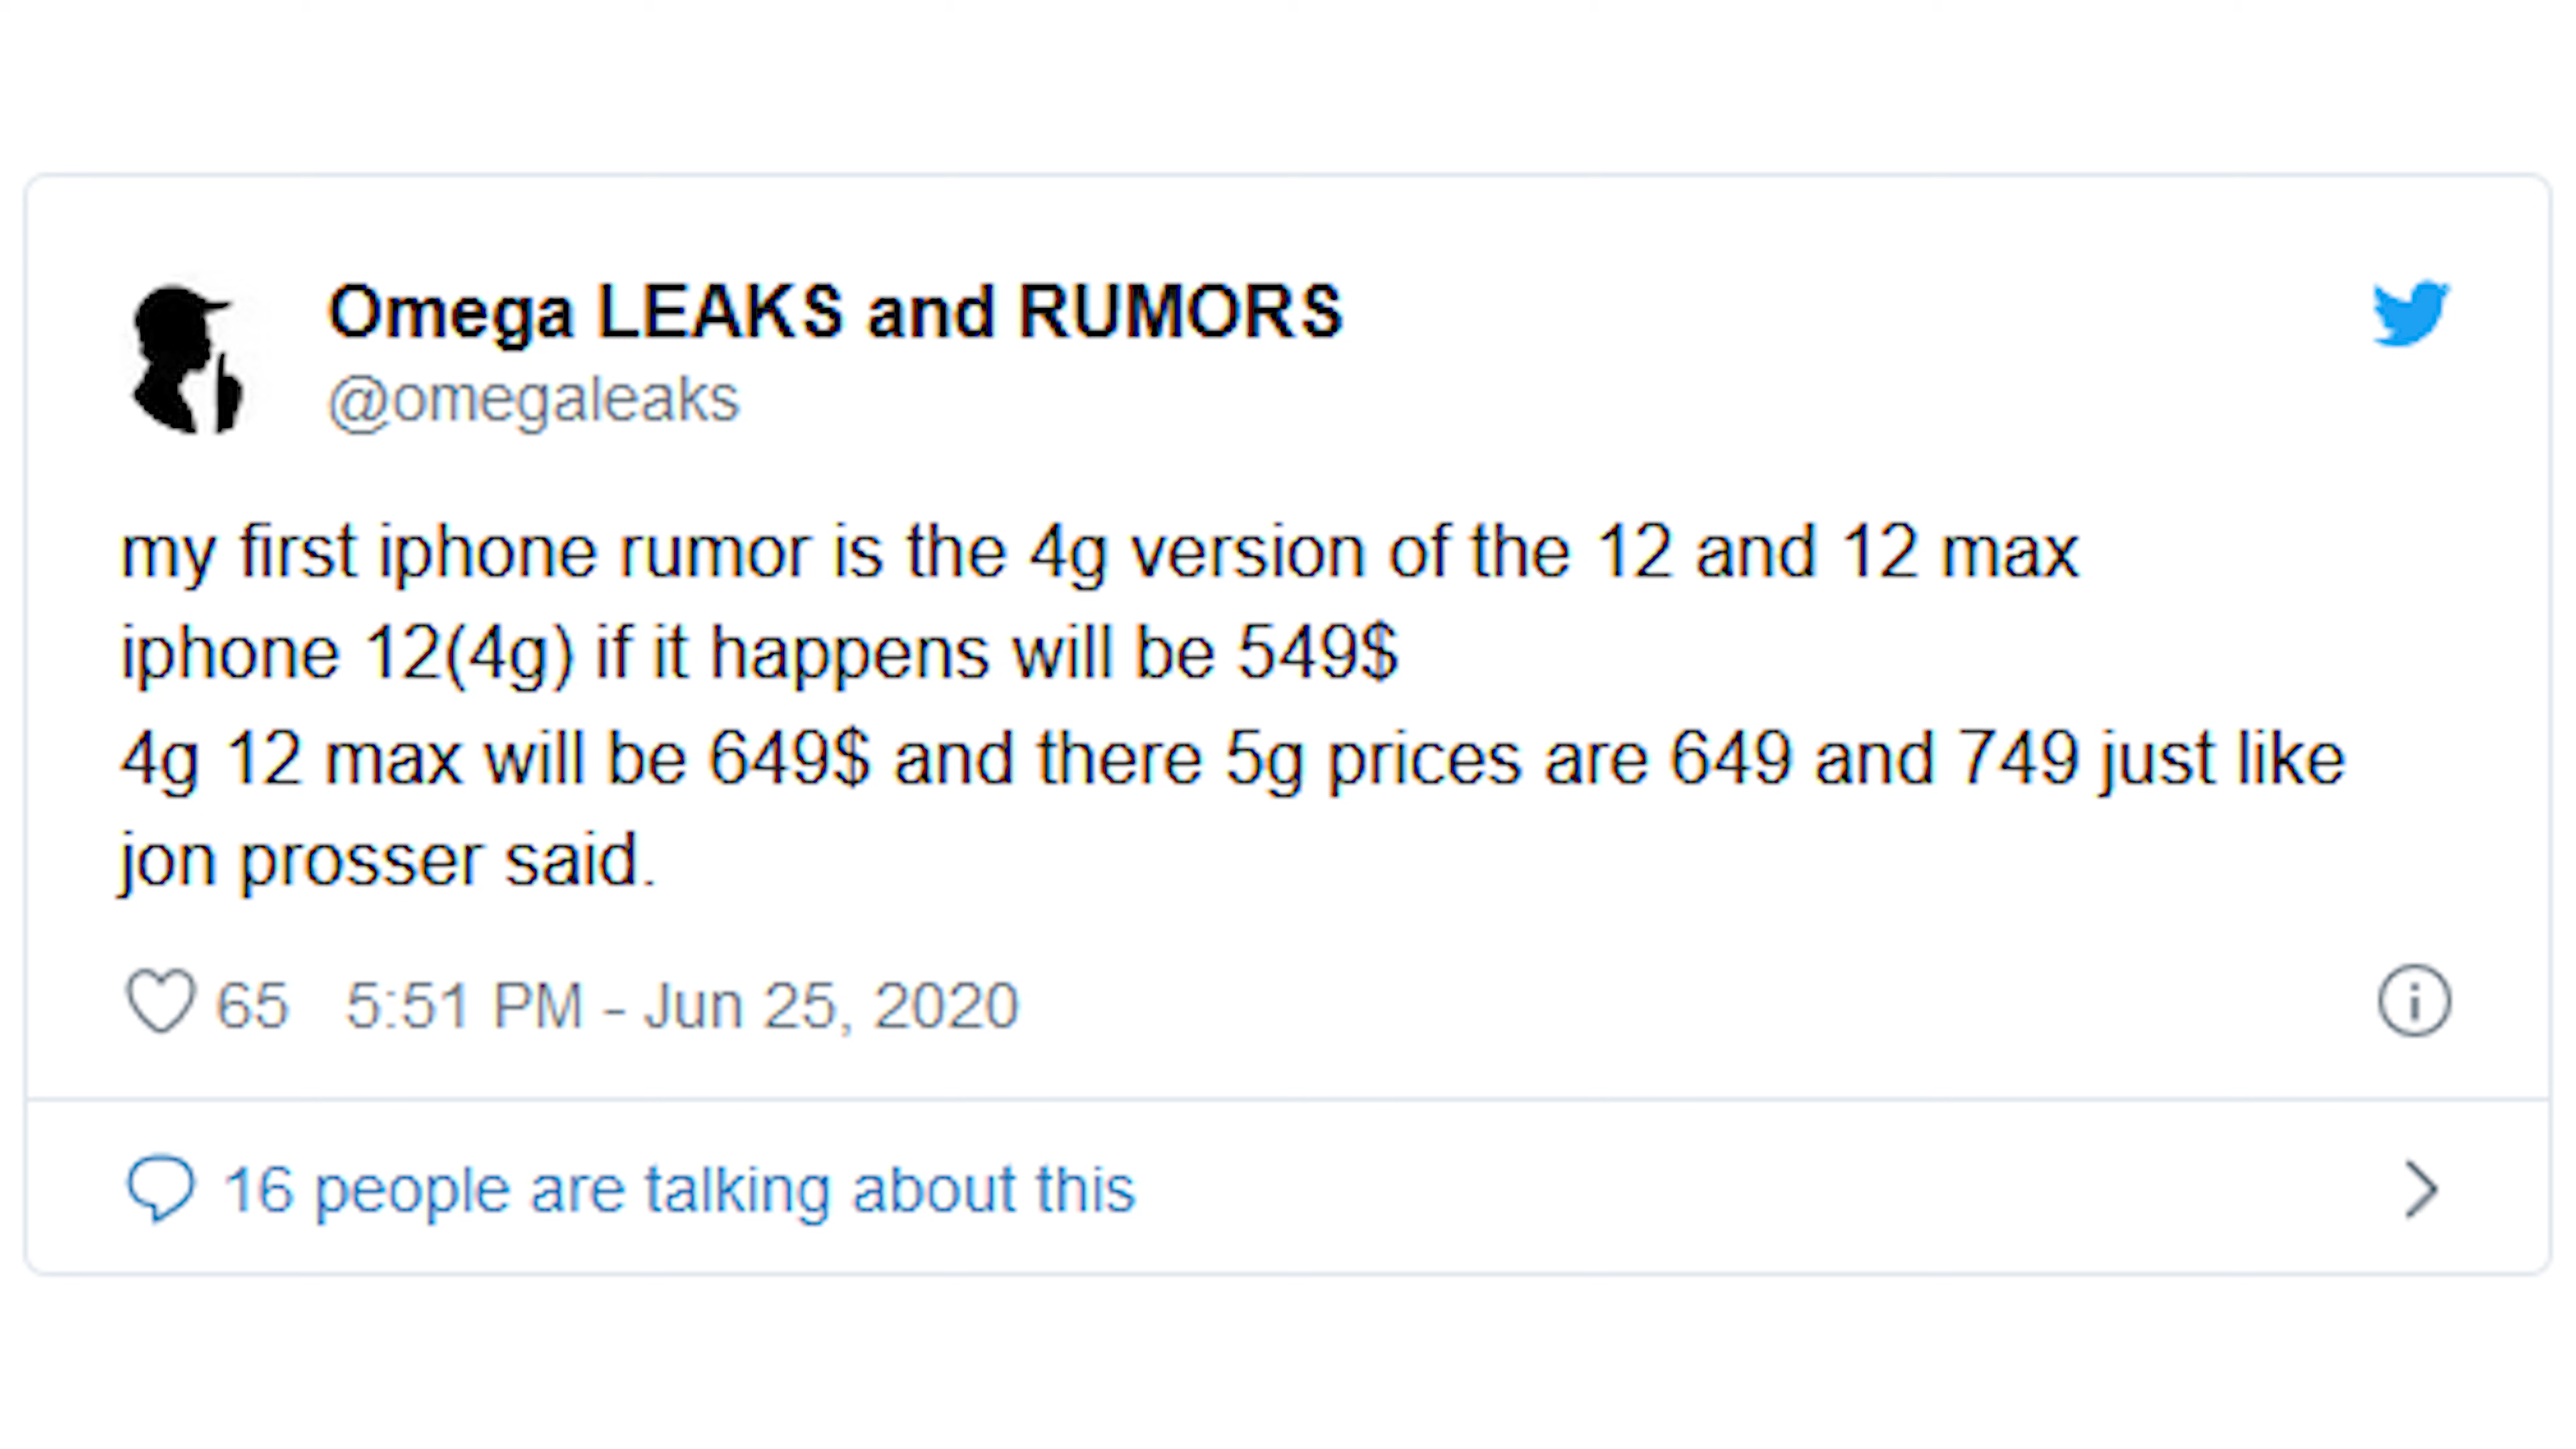 Omega LEAKS and RUMORS
@omegaleaks
my first iphone rumor is the 4g version of the 12 and 12 max
iphone 12(4g) if it happens will be 549$
4g 12 max will be 649$ and there 5g prices are 649 and 749 just like
jon prosser said.
65 5:51 PM - Jun 25, 2020
16 people are talking about this